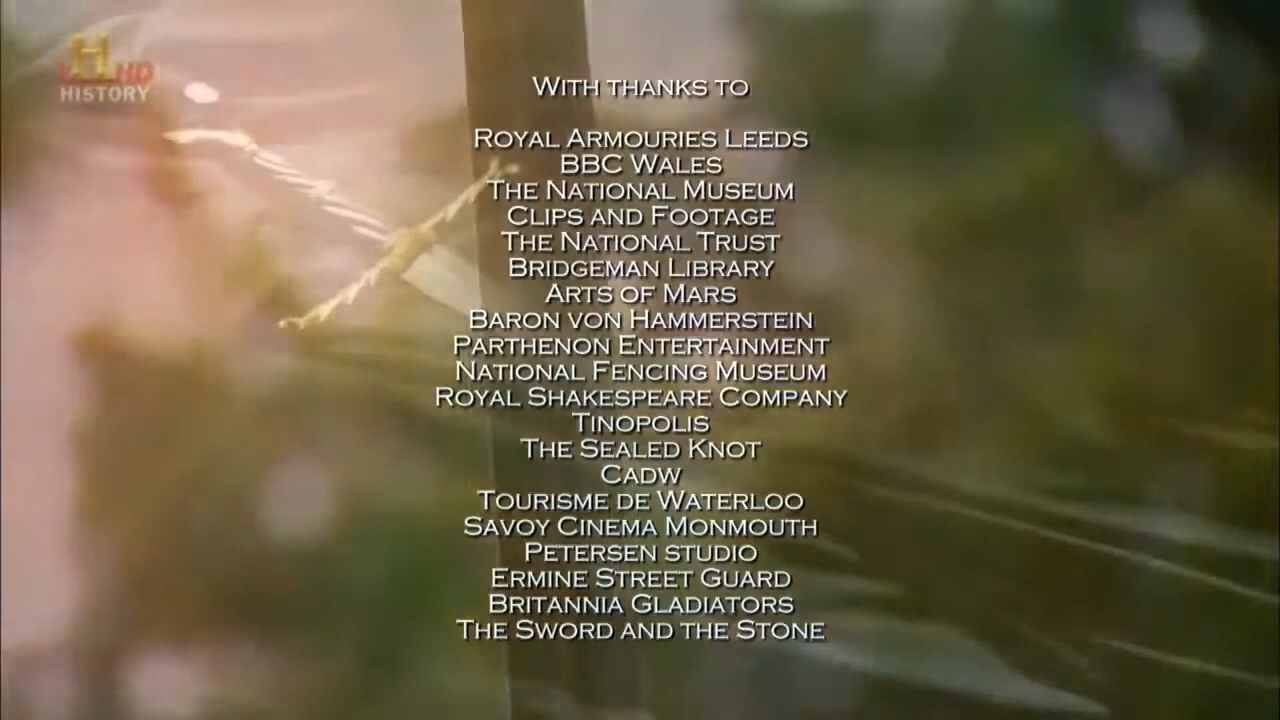 H HD
HISTORY
WITH THANKS TO
ROYAL ARMOURIES LEEDS
BBC WALES
THE NATIONAL MUSEUM
CLIPS AND FOOTAGE
THE NATIONAL TRUST
BRIDGEMAN LIBRARY
ARTS OF MARS
BARON VON HAMMERSTEIN
PARTHENON ENTERTAINMENT
NATIONAL FENCING MUSEUM
ROYAL SHAKESPEARE COMPANY
TINOPOLIS
THE SEALED KNOT
CADW
TOURISME DE WATERLOO
SAVOY CINEMA MONMOUTH
PETERSEN STUDIO
ERMINE STREET GUARD
BRITANNIA GLADIATORS
THE SWORD AND THE STONE